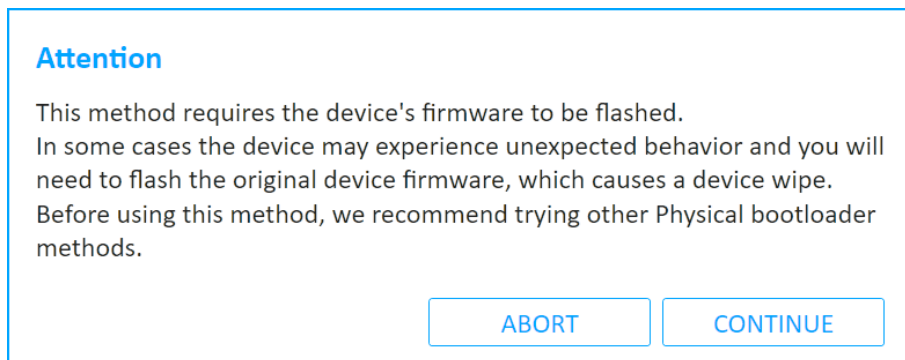 Attention
This method requires the device's firmware to be flashed.
In some cases the device may experience unexpected behavior and you will
need to flash the original device firmware, which causes a device wipe.
Before using this method, we recommend trying other Physical bootloader
methods.
ABORT
CONTINUE